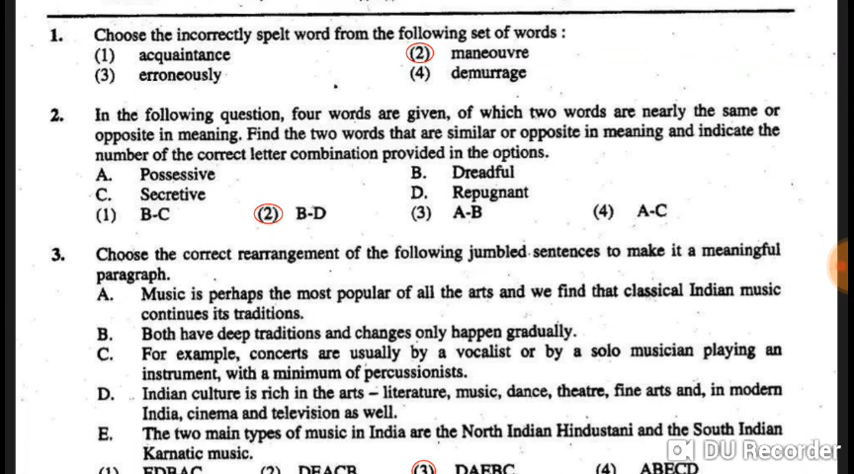 1. Choose the incorrectly spelt word from the following set of words :
(1) acquaintance (2) maneouvre
(3) erroneously (4) demurrage
2. In the following question, four words are given, of which two words are nearly the same or
opposite in meaning. Find the two words that are similar or opposite in meaning and indicate the
number of the correct letter combination provided in the options.
A. Possessive B. Dreadful
C. Secretive D. Repugnant
(1) B-C (2) B-D (3) A-B (4) A-C
3. Choose the correct rearrangement of the following jumbled sentences to make it a meaningful
paragraph.
A. Music is perhaps the most popular of all the arts and we find that classical Indian music
continues its traditions.
B. Both have deep traditions and changes only happen gradually.
C. For example, concerts are usually by a vocalist or by a solo musician playing an
instrument, with a minimum of percussionists.
D. Indian culture is rich in the arts – literature, music, dance, theatre, fine arts and, in modern
India, cinema and television as well.
E. The two main types of music in India are the North Indian Hindustani and the South Indian
Karnatic music.
DU Recorder
(1) EDBAC (2) DEACB (3) DAEBC (4) ABECD